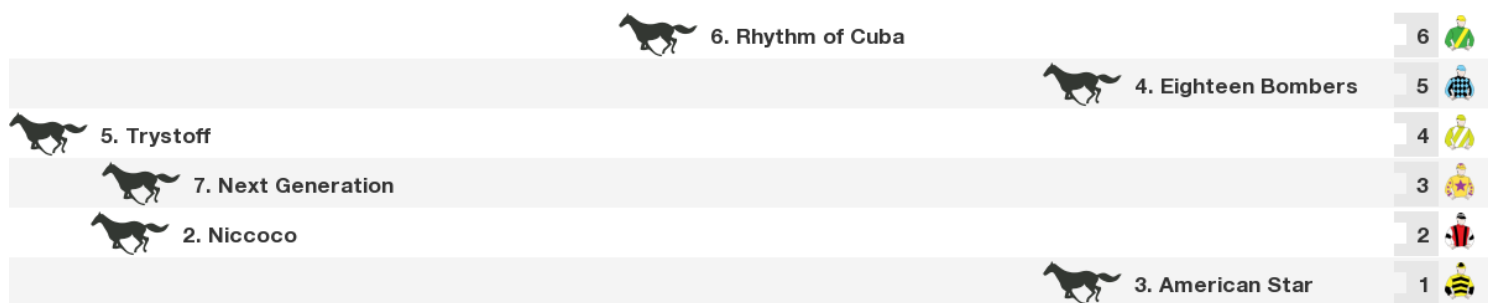 6. Rhythm of Cuba 6
4. Eighteen Bombers 5
5. Trystoff 4
7. Next Generation 3
2. Niccoco 2
3. American Star 1